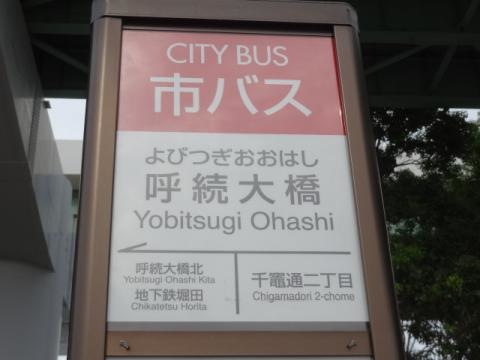 CITY BUS
市バス
よびつぎおおはし
呼続大橋
Yobitsugi Ohashi
呼続大橋北
Yobitsugi Ohashi Kita
地下鉄堀田
Chikatetsu Horita
千竈通二丁目
Chigamadori 2-chome